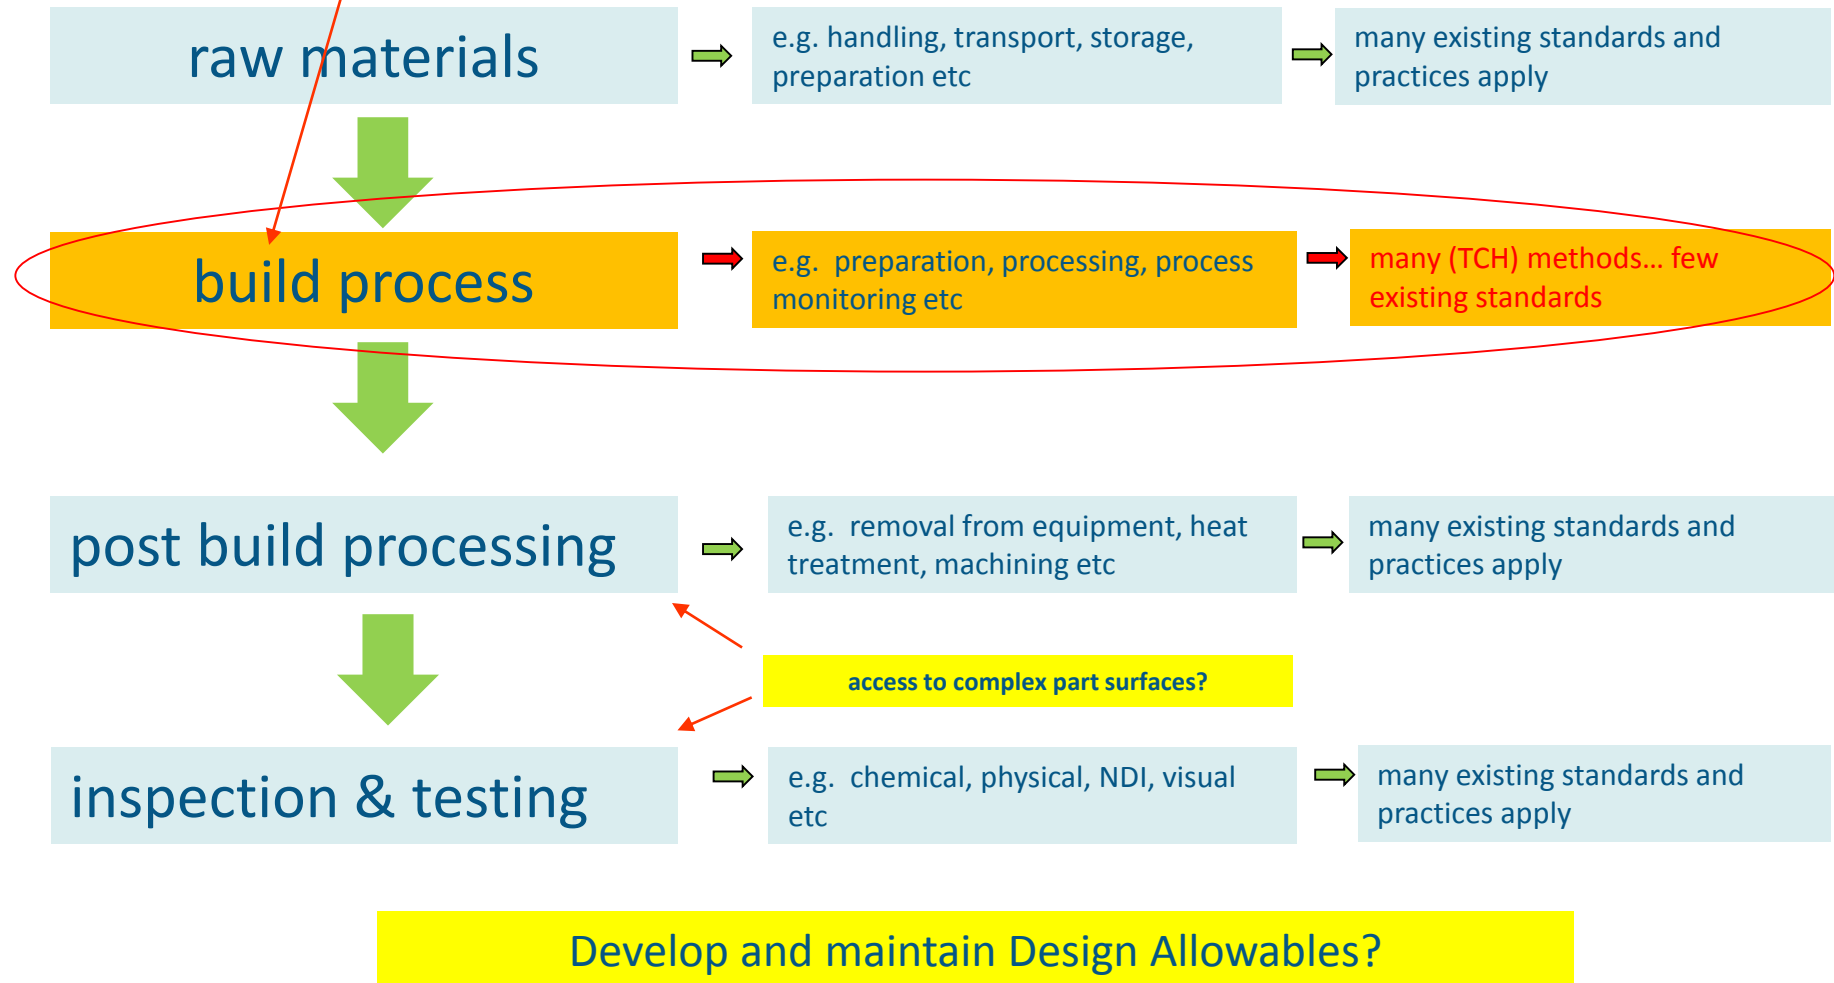 raw materials
e.g. handling, transport, storage,
preparation etc
many existing standards and
practices apply
build process
e.g.  preparation, processing, process
monitoring etc
many (TCH) methods... few
existing standards
post build processing
e.g.  removal from equipment, heat
treatment, machining etc
many existing standards and
practices apply
access to complex part surfaces?
inspection & testing
e.g.  chemical, physical, NDI, visual
etc
many existing standards and
practices apply
Develop and maintain Design Allowables?